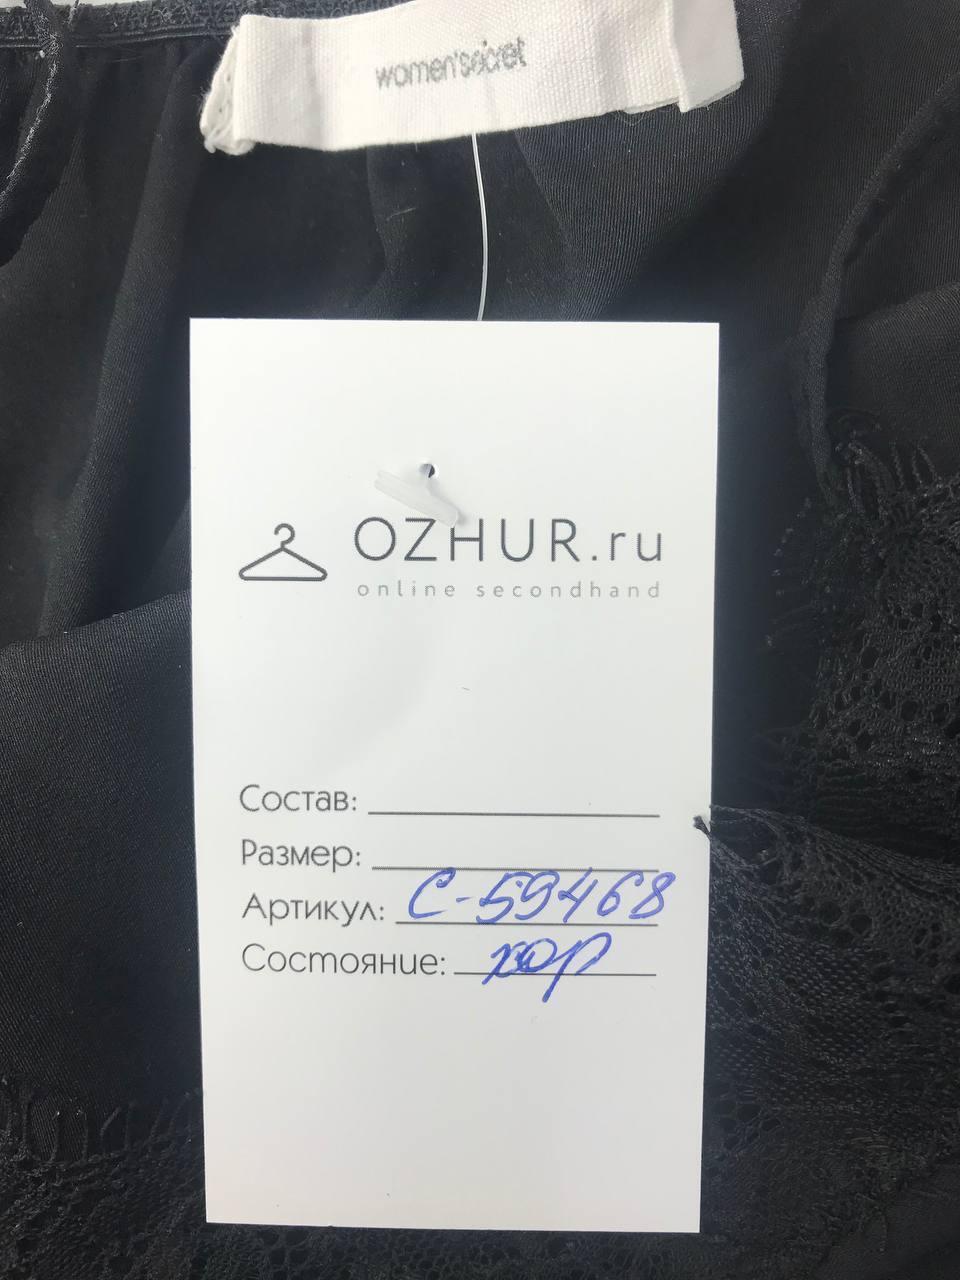 women'secret
OZHUR.ru
online secondhand
Состав:
Размер:
Артикул: С-59468
Состояние: хор